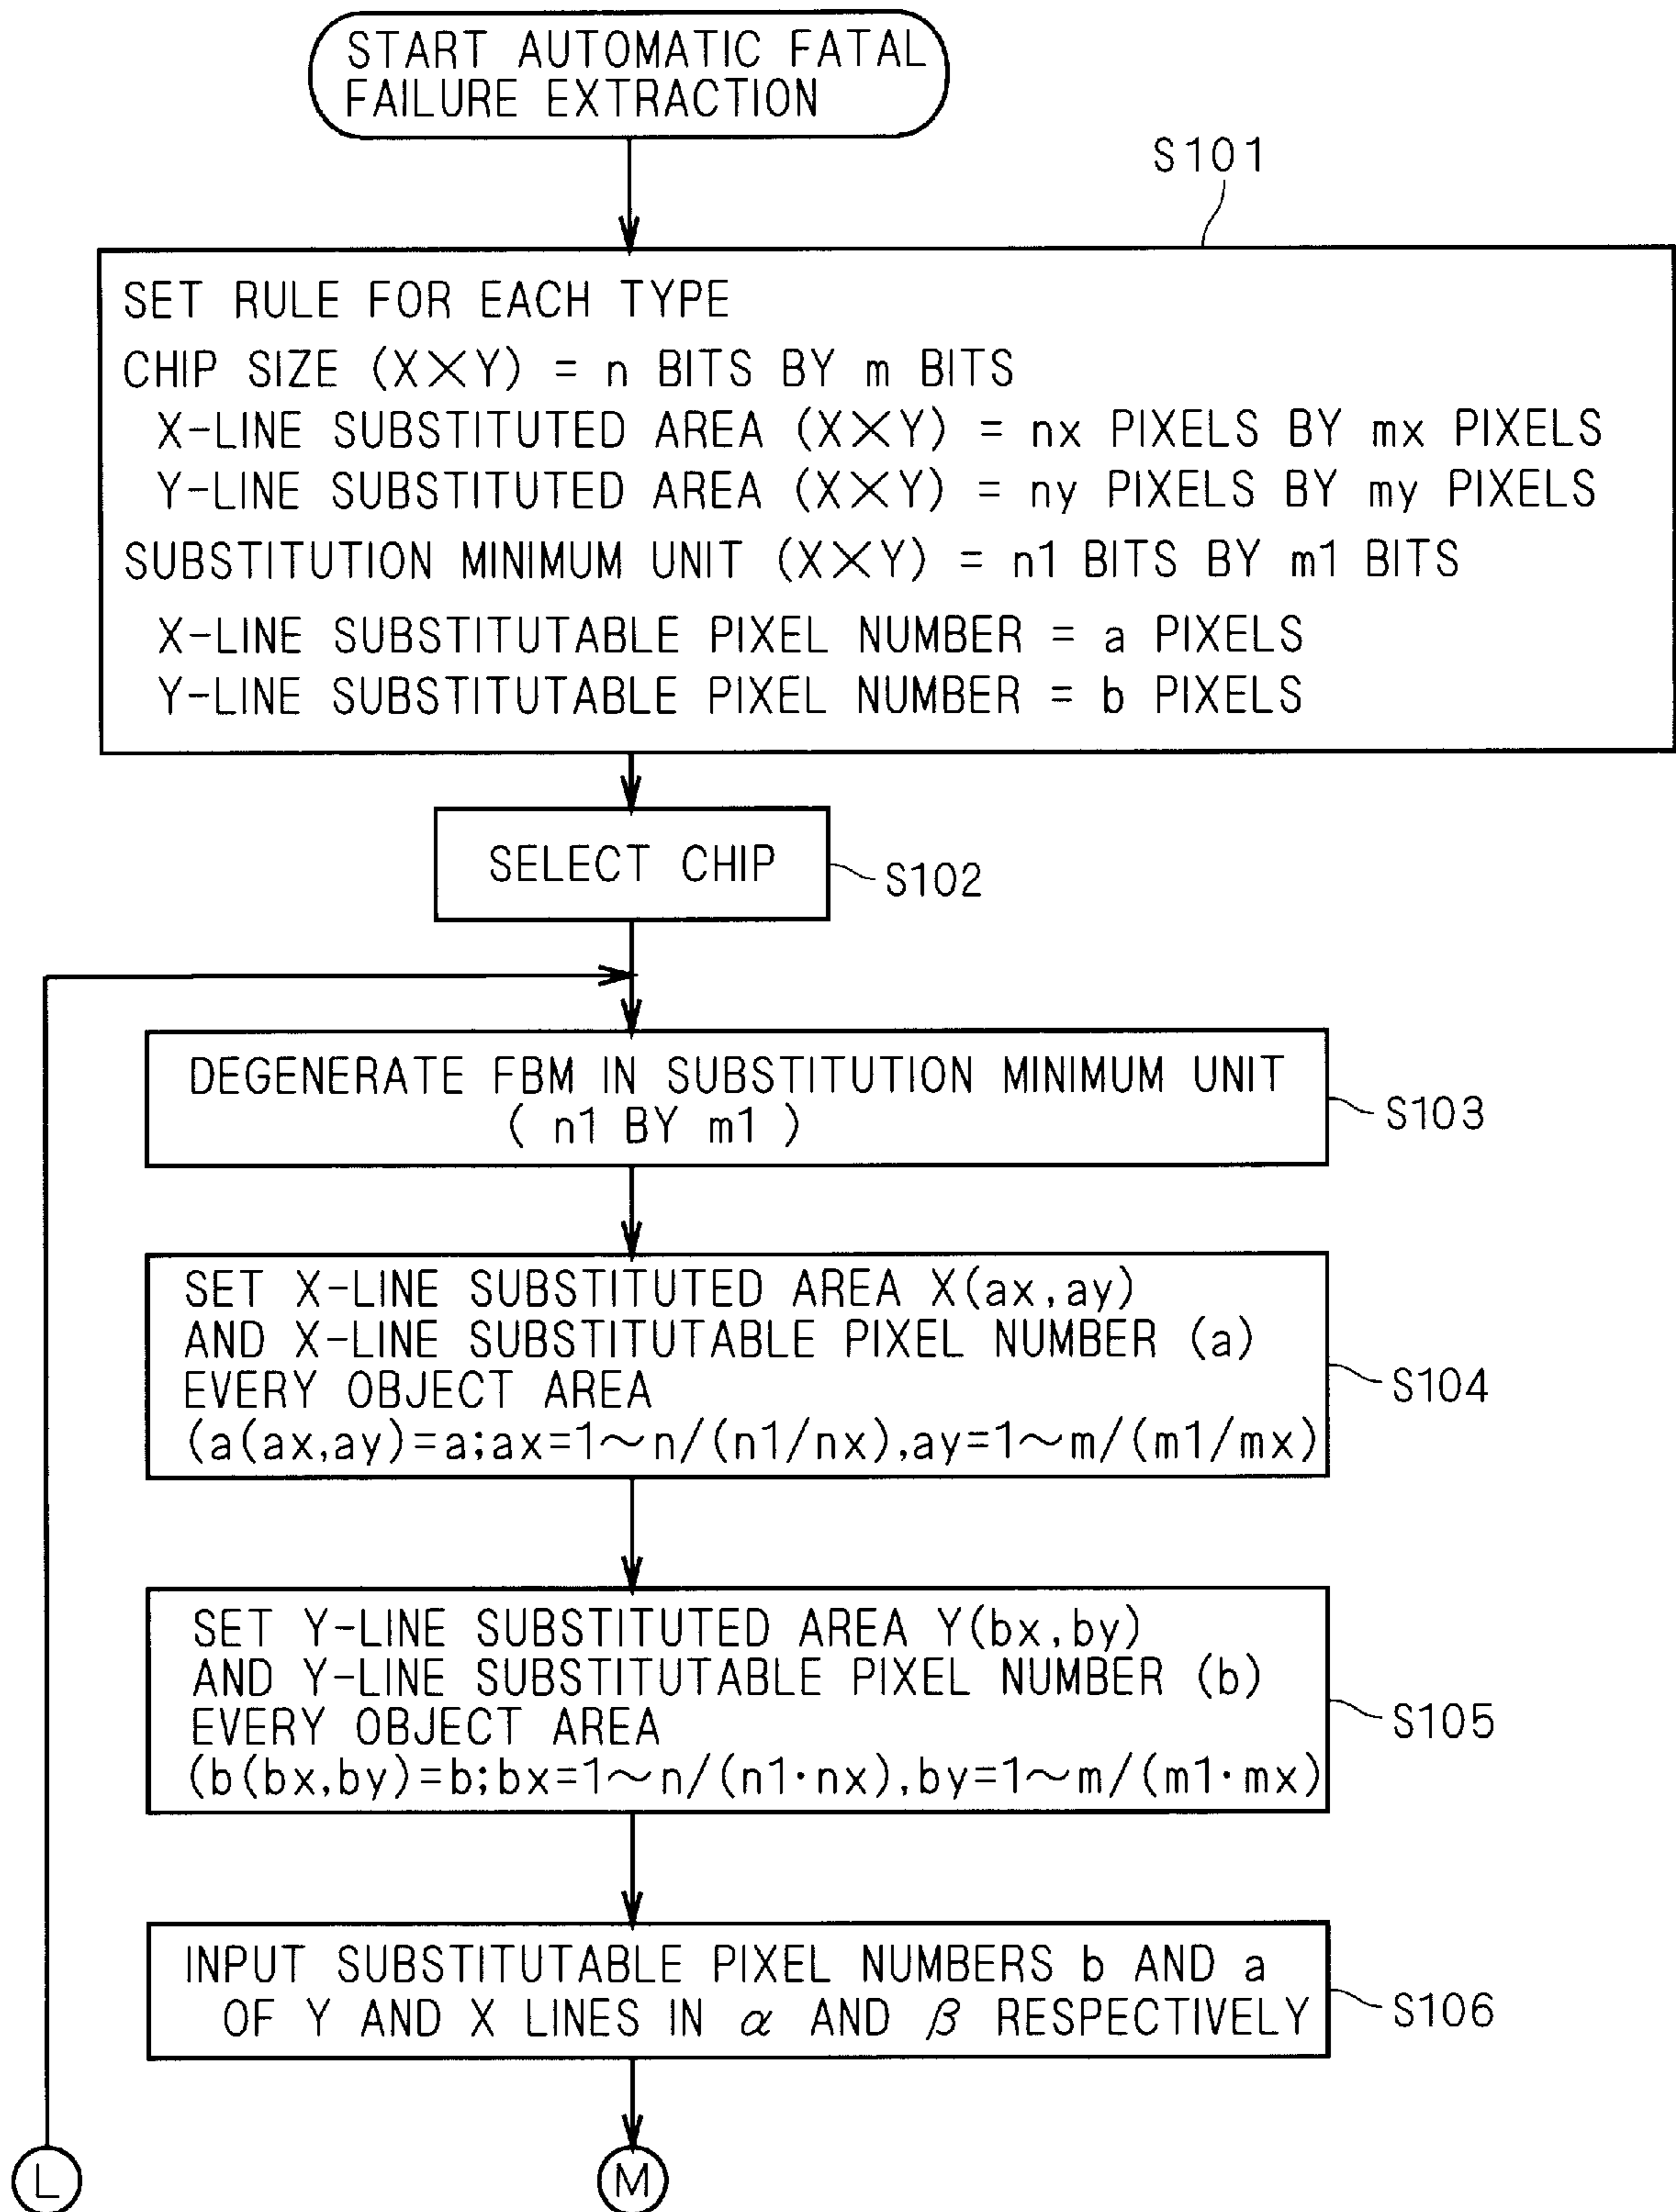 START AUTOMATIC FATAL
FAILURE EXTRACTION
S101
SET RULE FOR EACH TYPE
CHIP SIZE (X×Y) = n BITS BY m BITS
X-LINE SUBSTITUTED AREA (X×Y) = nx PIXELS BY mx PIXELS
Y-LINE SUBSTITUTED AREA (X×Y) = ny PIXELS BY my PIXELS
SUBSTITUTION MINIMUM UNIT (X×Y) = n1 BITS BY m1 BITS
X-LINE SUBSTITUTABLE PIXEL NUMBER = a PIXELS
Y-LINE SUBSTITUTABLE PIXEL NUMBER = b PIXELS
SELECT CHIP
S102
DEGENERATE FBM IN SUBSTITUTION MINIMUM UNIT
( n1 BY m1 )
S103
SET X-LINE SUBSTITUTED AREA X(ax,ay)
AND X-LINE SUBSTITUTABLE PIXEL NUMBER (a)
EVERY OBJECT AREA
(a(ax,ay)=a;ax=1~n/(n1/nx),ay=1~m/(m1/mx)
S104
SET Y-LINE SUBSTITUTED AREA Y(bx,by)
AND Y-LINE SUBSTITUTABLE PIXEL NUMBER (b)
EVERY OBJECT AREA
(b(bx,by)=b;bx=1~n/(n1·nx),by=1~m/(m1·mx)
S105
INPUT SUBSTITUTABLE PIXEL NUMBERS b AND a
OF Y AND X LINES IN α AND β RESPECTIVELY
S106
L
M